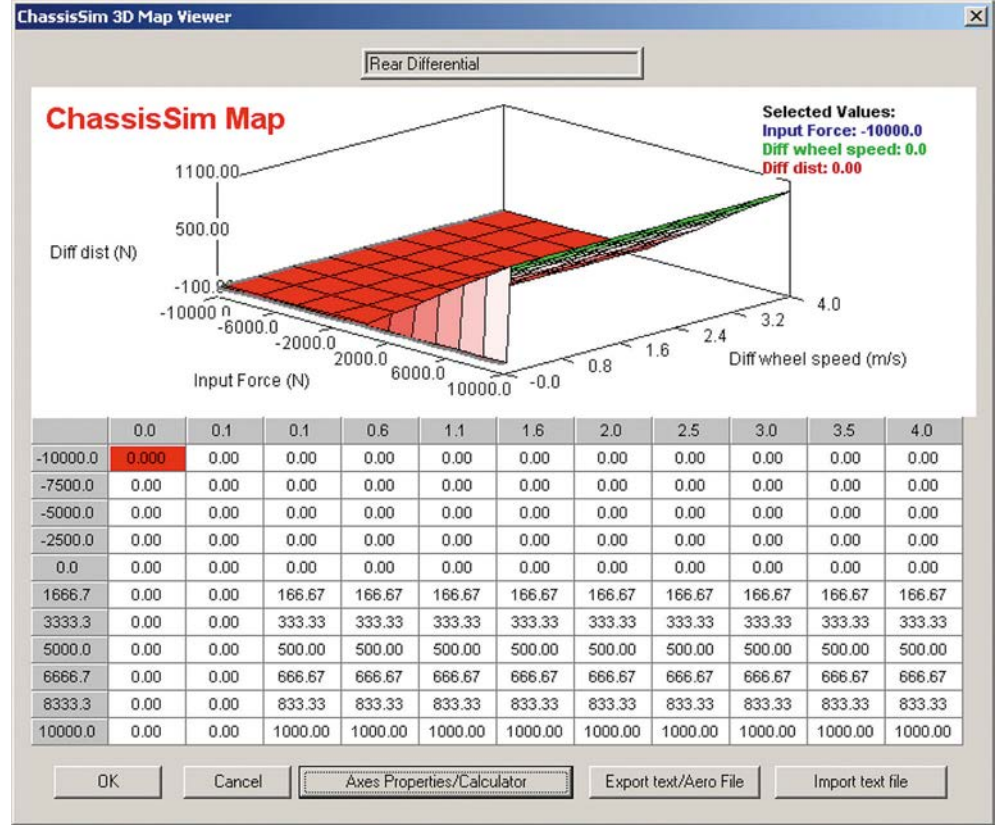 ChassisSim 3D Map Viewer
Rear Differential
ChassisSim Map
Selected Values:
Input Force: -10000.0
Diff wheel speed: 0.0
Diff dist: 0.00
1100.00
500.00
Diff dist (N)
-10000.0
-6000.0
-2000.0
2000.0
6000.0
10000.0
Input Force (N)
-0.0
0.8
1.6
2.4
3.2
4.0
Diff wheel speed (m/s)
0.0 0.1 0.1 0.6 1.1 1.6 2.0 2.5 3.0 3.5 4.0
-10000.0 0.000 0.00 0.00 0.00 0.00 0.00 0.00 0.00 0.00 0.00 0.00
-7500.0 0.00 0.00 0.00 0.00 0.00 0.00 0.00 0.00 0.00 0.00 0.00
-5000.0 0.00 0.00 0.00 0.00 0.00 0.00 0.00 0.00 0.00 0.00 0.00
-2500.0 0.00 0.00 0.00 0.00 0.00 0.00 0.00 0.00 0.00 0.00 0.00
0.0 0.00 0.00 0.00 0.00 0.00 0.00 0.00 0.00 0.00 0.00 0.00
1666.7 0.00 0.00 166.67 166.67 166.67 166.67 166.67 166.67 166.67 166.67 166.67
3333.3 0.00 0.00 333.33 333.33 333.33 333.33 333.33 333.33 333.33 333.33 333.33
5000.0 0.00 0.00 500.00 500.00 500.00 500.00 500.00 500.00 500.00 500.00 500.00
6666.7 0.00 0.00 666.67 666.67 666.67 666.67 666.67 666.67 666.67 666.67 666.67
8333.3 0.00 0.00 833.33 833.33 833.33 833.33 833.33 833.33 833.33 833.33 833.33
10000.0 0.00 0.00 1000.00 1000.00 1000.00 1000.00 1000.00 1000.00 1000.00 1000.00 1000.00
OK Cancel Axes Properties/Calculator Export text/Aero File Import text file